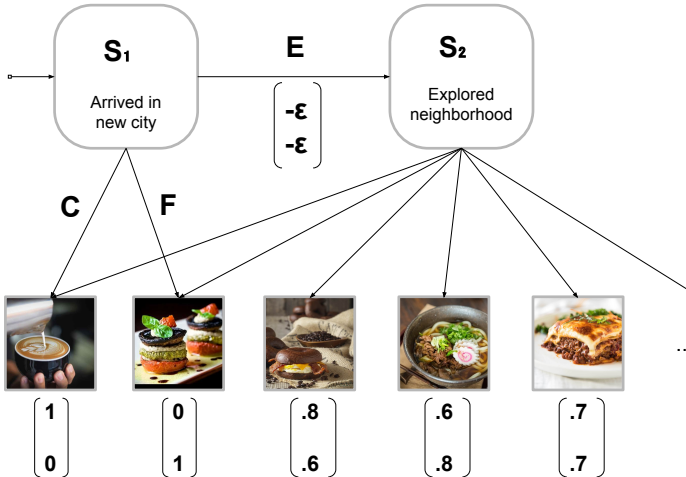 S₁
E
S₂
Arrived in
new city
Explored
neighborhood
-ε
-ε
C
F
...
1
0
.8
.6
.7
0
1
.6
.8
.7